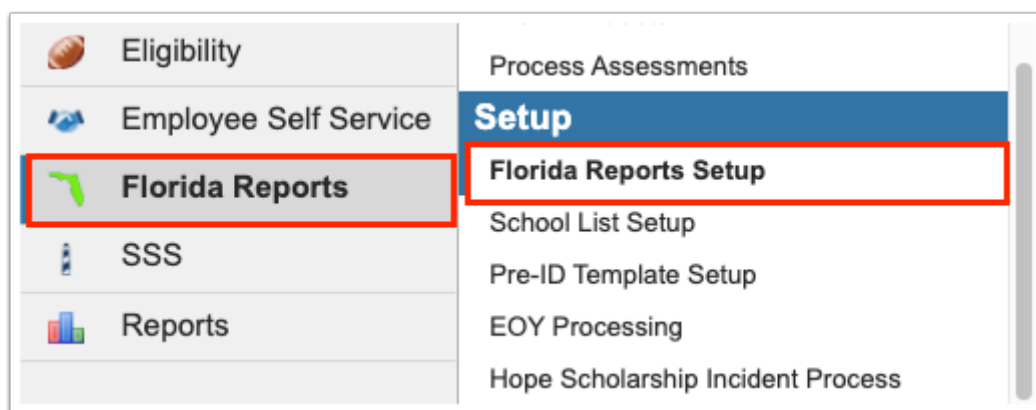 Eligibility
Employee Self Service
Florida Reports
SSS
Reports
Process Assessments
Setup
Florida Reports Setup
School List Setup
Pre-ID Template Setup
EOY Processing
Hope Scholarship Incident Process